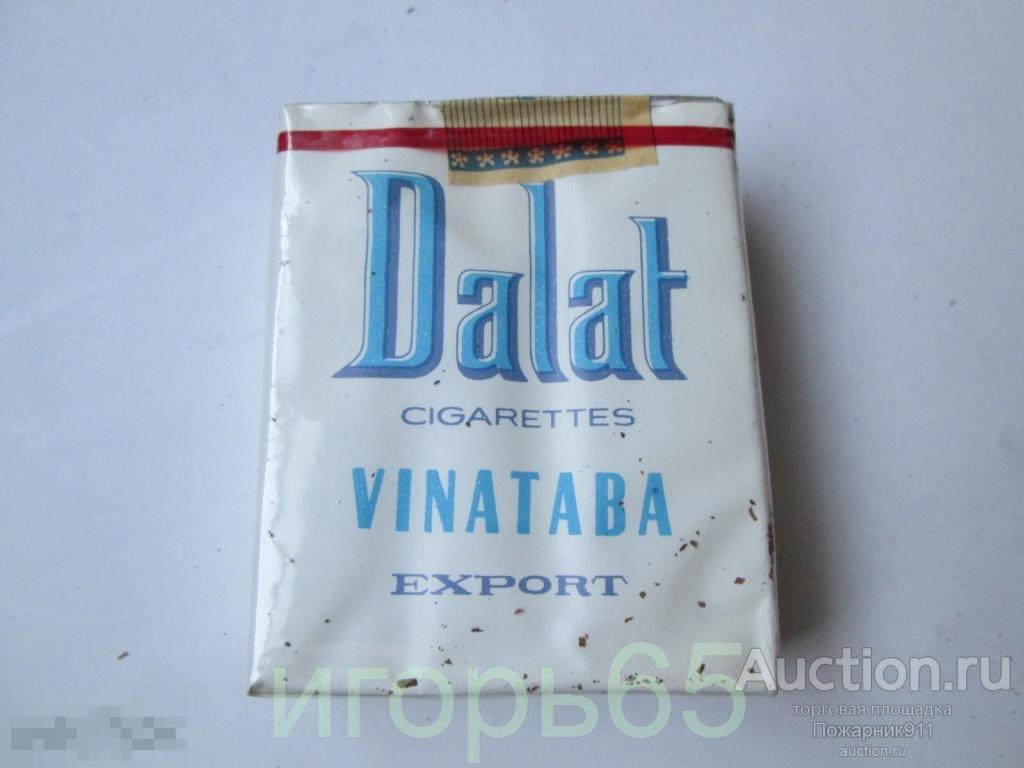 Dalat
CIGARETTES
VINATABA
EXPORT
игорь65
Auction.ru
торговая площадка
Пожарник911
auction.ru